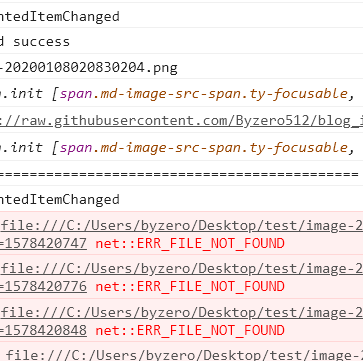 ntedItemChanged
d success
-20200108020830204.png
.init [span.md-image-src-span.ty-focusable,
://raw.githubusercontent.com/Byzero512/blog_i
.init [span.md-image-src-span.ty-focusable,
=============================================
ntedItemChanged
file:///C:/Users/byzero/Desktop/test/image-2
=1578420747 net::ERR_FILE_NOT_FOUND
file:///C:/Users/byzero/Desktop/test/image-2
=1578420776 net::ERR_FILE_NOT_FOUND
file:///C:/Users/byzero/Desktop/test/image-2
=1578420848 net::ERR_FILE_NOT_FOUND
file:///C:/Users/byzero/Desktop/test/image-2